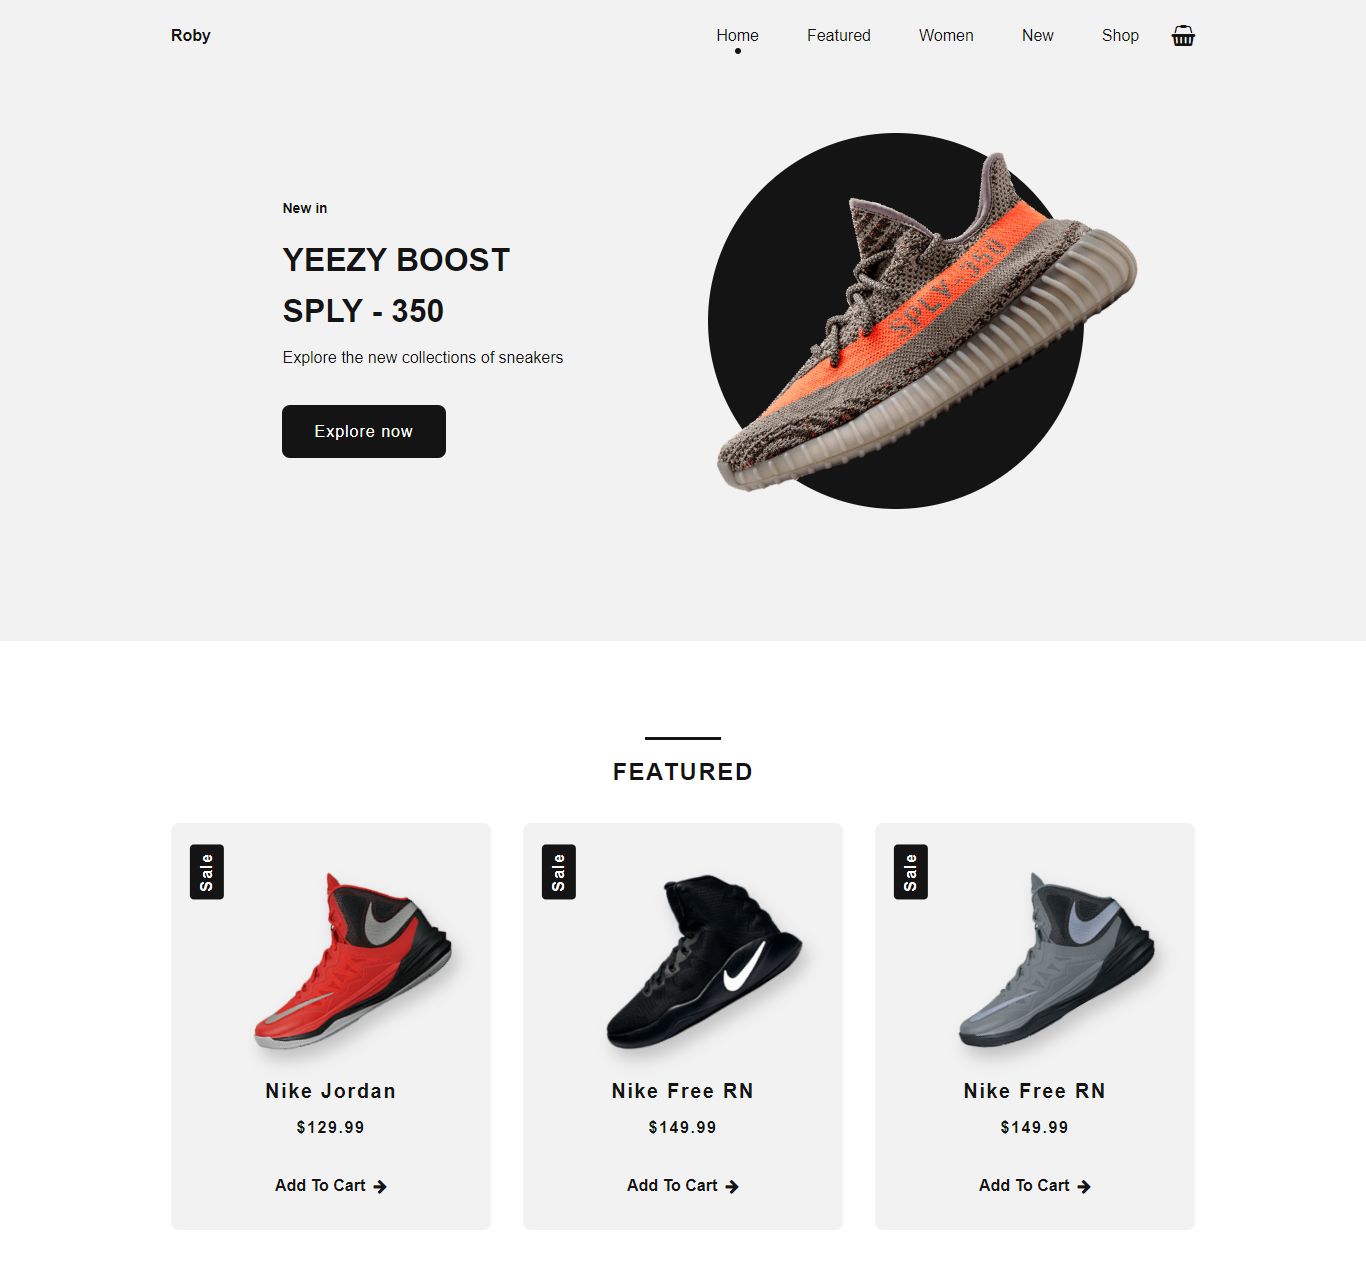 Roby
Home
Featured
Women
New
Shop
New in
YEEZY BOOST
SPLY - 350
Explore the new collections of sneakers
Explore now
SPLY-350
FEATURED
Sale
Nike Jordan
$129.99
Add To Cart
Sale
Nike Free RN
$149.99
Add To Cart
Sale
Nike Free RN
$149.99
Add To Cart